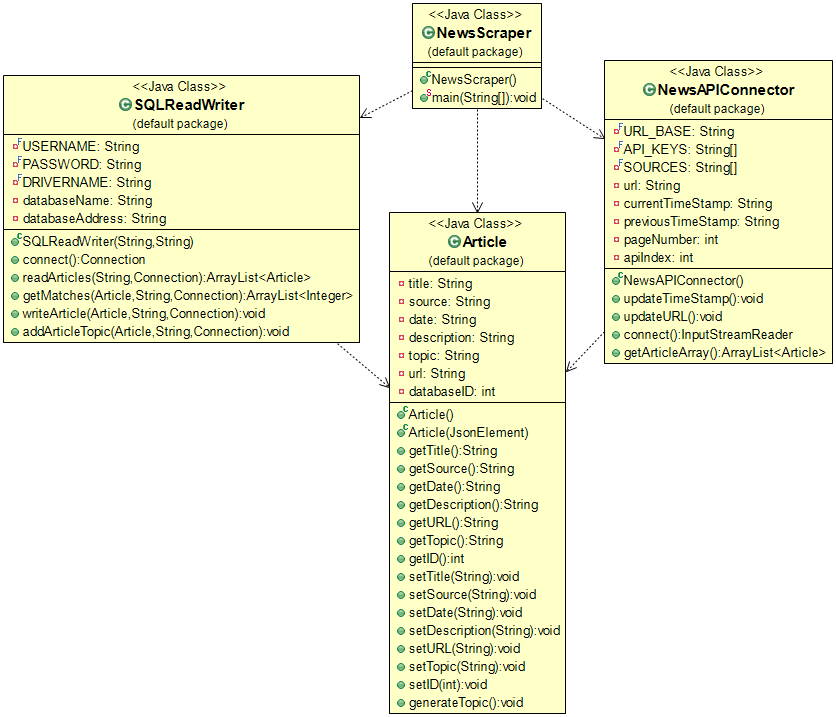 <<Java Class>>
NewsScraper
(default package)
NewsScraper()
main(String[]):void
<<Java Class>>
SQLReadWriter
(default package)
USERNAME: String
PASSWORD: String
DRIVERNAME: String
databaseName: String
databaseAddress: String
SQLReadWriter(String,String)
connect():Connection
readArticles(String,Connection):ArrayList<Article>
getMatches(Article,String,Connection):ArrayList<Integer>
writeArticle(Article,String,Connection):void
addArticleTopic(Article,String,Connection):void
<<Java Class>>
NewsAPIConnector
(default package)
URL_BASE: String
API_KEYS: String[]
SOURCES: String[]
url: String
currentTimeStamp: String
previousTimeStamp: String
pageNumber: int
apiIndex: int
NewsAPIConnector()
updateTimeStamp():void
updateURL():void
connect():InputStreamReader
getArticleArray():ArrayList<Article>
<<Java Class>>
Article
(default package)
title: String
source: String
date: String
description: String
topic: String
url: String
databaseID: int
Article()
Article(JsonElement)
getTitle():String
getSource():String
getDate():String
getDescription():String
getURL():String
getTopic():String
getID():int
setTitle(String):void
setSource(String):void
setDate(String):void
setDescription(String):void
setURL(String):void
setTopic(String):void
setID(int):void
generateTopic():void